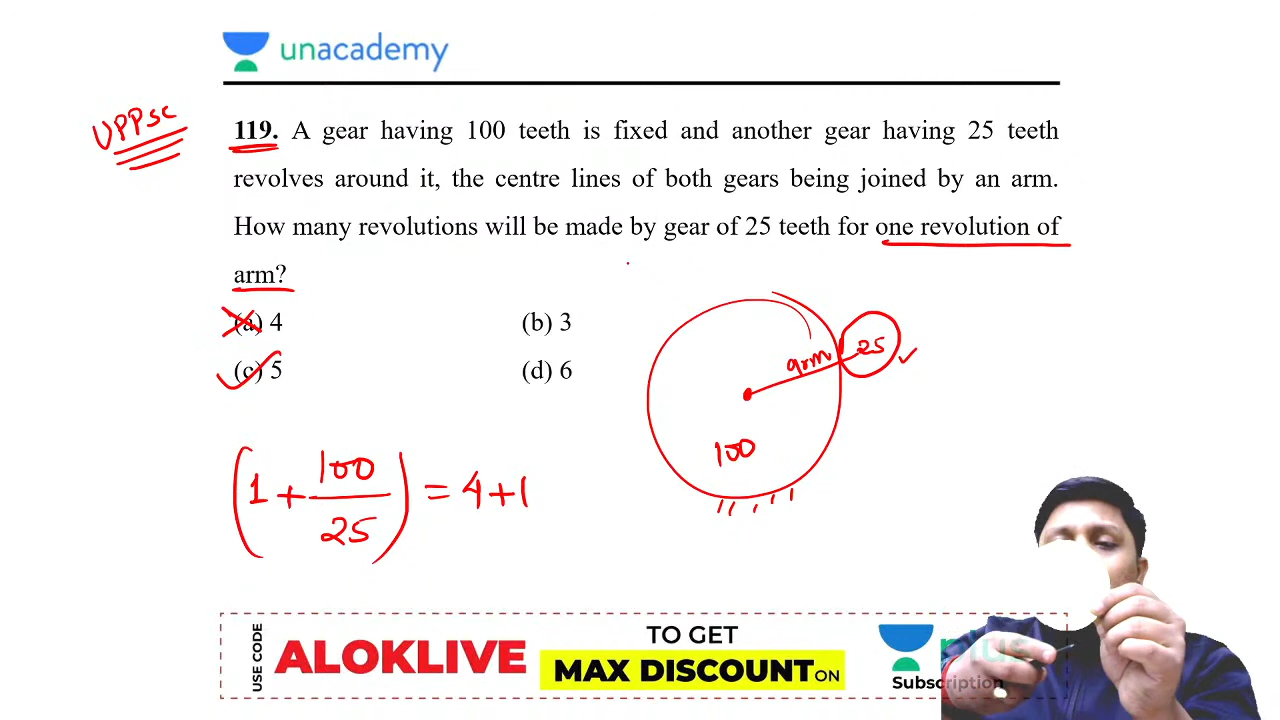 unacademy
UPPSC
119. A gear having 100 teeth is fixed and another gear having 25 teeth
revolves around it, the centre lines of both gears being joined by an arm.
How many revolutions will be made by gear of 25 teeth for one revolution of
arm?
(a) 4 (b) 3
(c) 5 (d) 6
arm 25
100
(1 + 100/25) = 4+1
USE CODE
ALOKLIVE
TO GET
MAX DISCOUNT ON
plus
Subscription